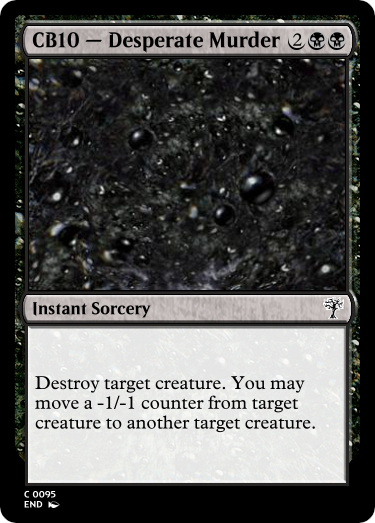 CB10 — Desperate Murder 2
Instant Sorcery
Destroy target creature. You may
move a -1/-1 counter from target
creature to another target creature.
C 0095
END